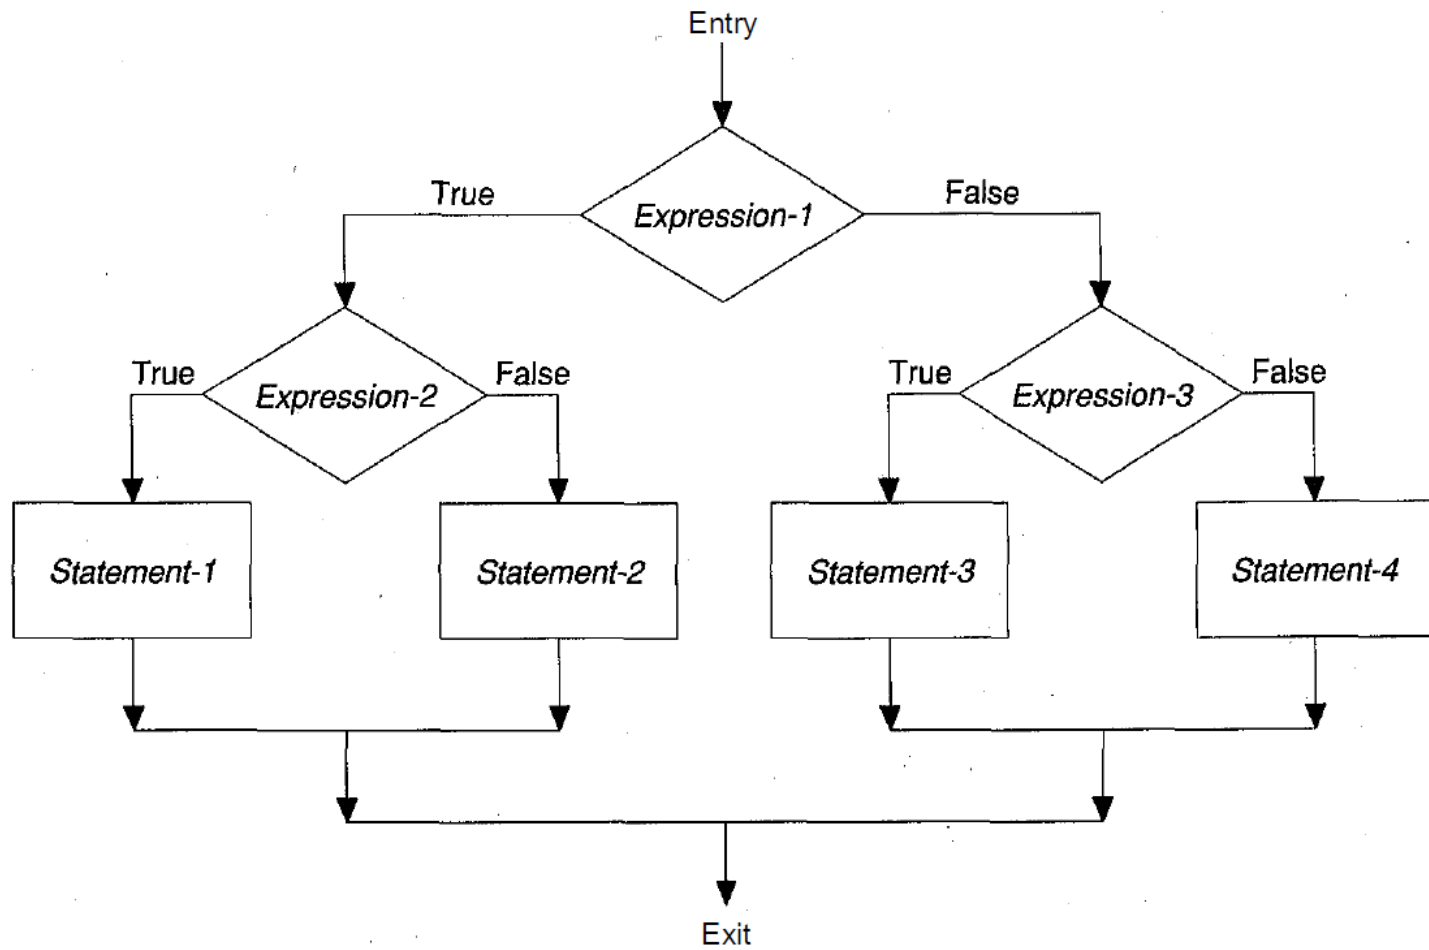 Entry
True
False
Expression-1
True
False
True
False
Expression-2
Expression-3
Statement-1
Statement-2
Statement-3
Statement-4
Exit